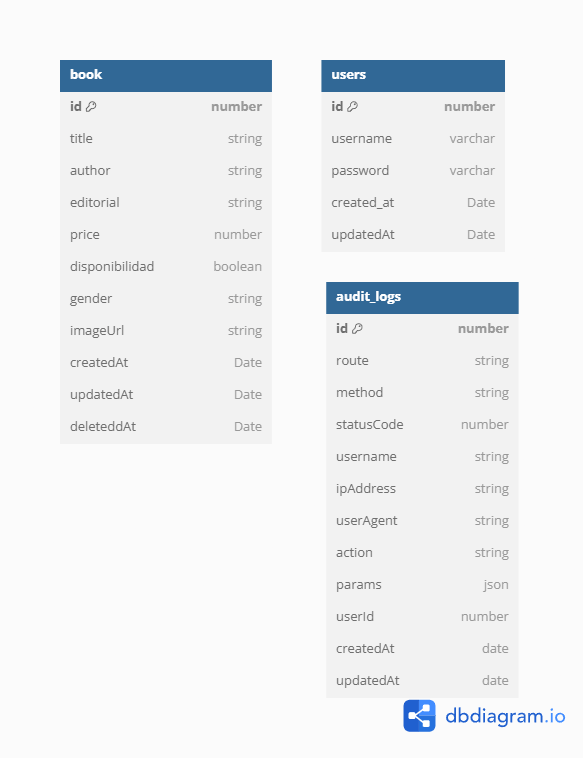 book
id number
title string
author string
editorial string
price number
disponibilidad boolean
gender string
imageUrl string
createdAt Date
updatedAt Date
deleteddAt Date
users
id number
username varchar
password varchar
created_at Date
updatedAt Date
audit_logs
id number
route string
method string
statusCode number
username string
ipAddress string
userAgent string
action string
params json
userId number
createdAt date
updatedAt date
dbdiagram.io